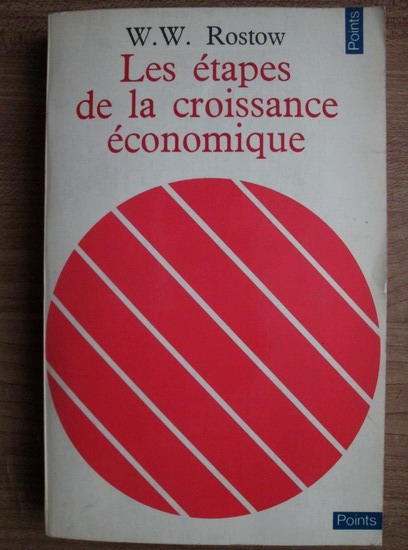 W.W. Rostow
Points
Les étapes
de la croissance
économique
Points